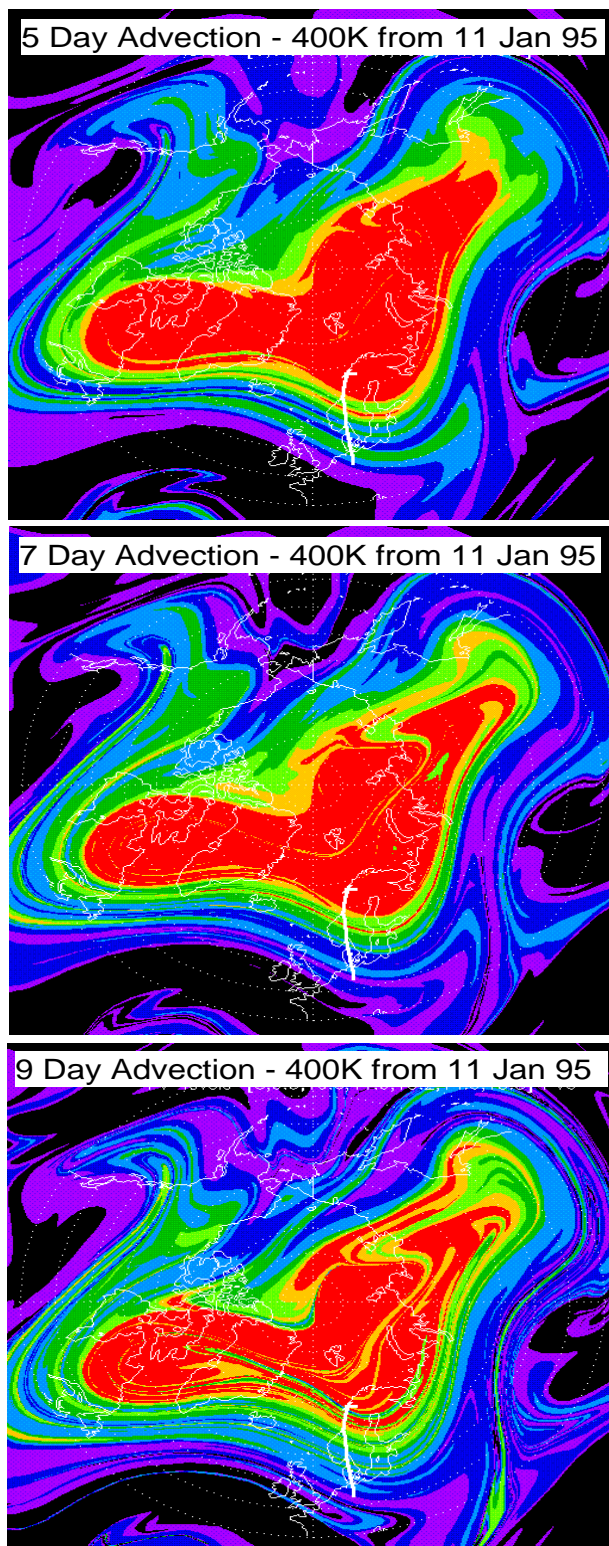 5 Day Advection - 400K from 11 Jan 95
7 Day Advection - 400K from 11 Jan 95
9 Day Advection - 400K from 11 Jan 95